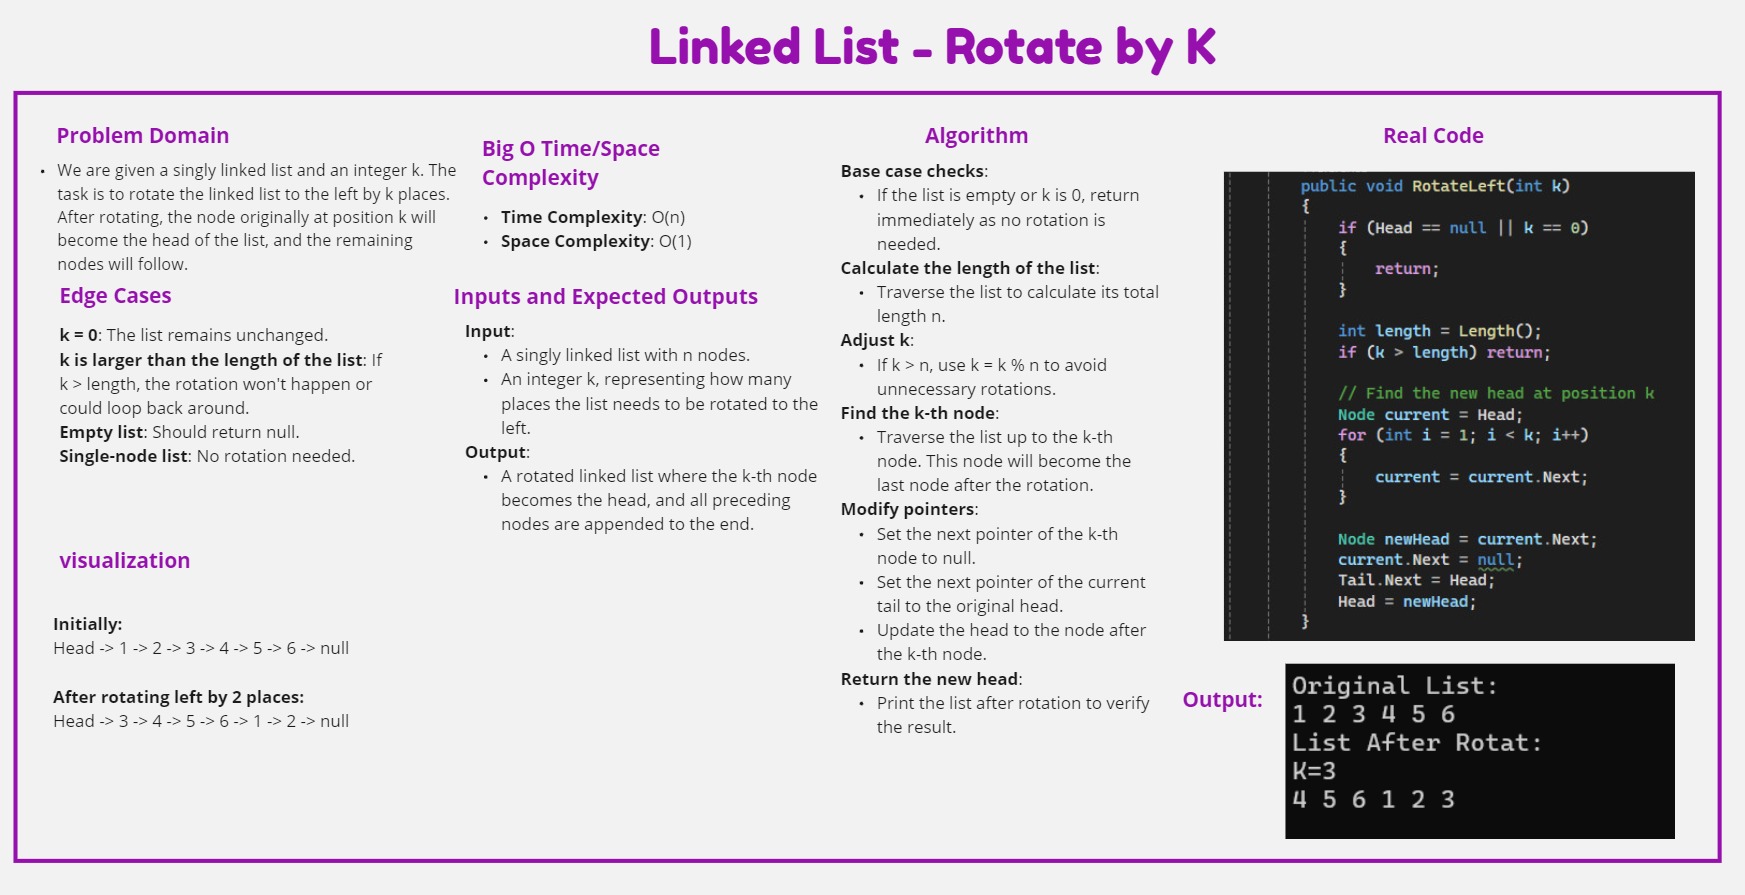 Linked List - Rotate by K
Problem Domain
• We are given a singly linked list and an integer k. The
task is to rotate the linked list to the left by k places.
After rotating, the node originally at position k will
become the head of the list, and the remaining
nodes will follow.
Edge Cases
k = 0: The list remains unchanged.
k is larger than the length of the list: If
k > length, the rotation won't happen or
could loop back around.
Empty list: Should return null.
Single-node list: No rotation needed.
visualization
Initially:
Head -> 1 -> 2 -> 3 -> 4 -> 5 -> 6 -> null
After rotating left by 2 places:
Head -> 3 -> 4 -> 5 -> 6 -> 1 -> 2 -> null
Big O Time/Space
Complexity
• Time Complexity: O(n)
• Space Complexity: O(1)
Inputs and Expected Outputs
Input:
• A singly linked list with n nodes.
• An integer k, representing how many
places the list needs to be rotated to the
left.
Output:
• A rotated linked list where the k-th node
becomes the head, and all preceding
nodes are appended to the end.
Algorithm
Base case checks:
• If the list is empty or k is 0, return
immediately as no rotation is
needed.
Calculate the length of the list:
• Traverse the list to calculate its total
length n.
Adjust k:
• If k > n, use k = k % n to avoid
unnecessary rotations.
Find the k-th node:
• Traverse the list up to the k-th
node. This node will become the
last node after the rotation.
Modify pointers:
• Set the next pointer of the k-th
node to null.
• Set the next pointer of the current
tail to the original head.
• Update the head to the node after
the k-th node.
Return the new head:
• Print the list after rotation to verify
the result.
Real Code
public void RotateLeft(int k)
{
if (Head == null || k == 0)
{
return;
}
int length = Length();
if (k > length) return;
// Find the new head at position k
Node current = Head;
for (int i = 1; i < k; i++)
{
current = current.Next;
}
Node newHead = current.Next;
current.Next = null;
Tail.Next = Head;
Head = newHead;
}
Output:
Original List:
1 2 3 4 5 6
List After Rotat:
K=3
4 5 6 1 2 3